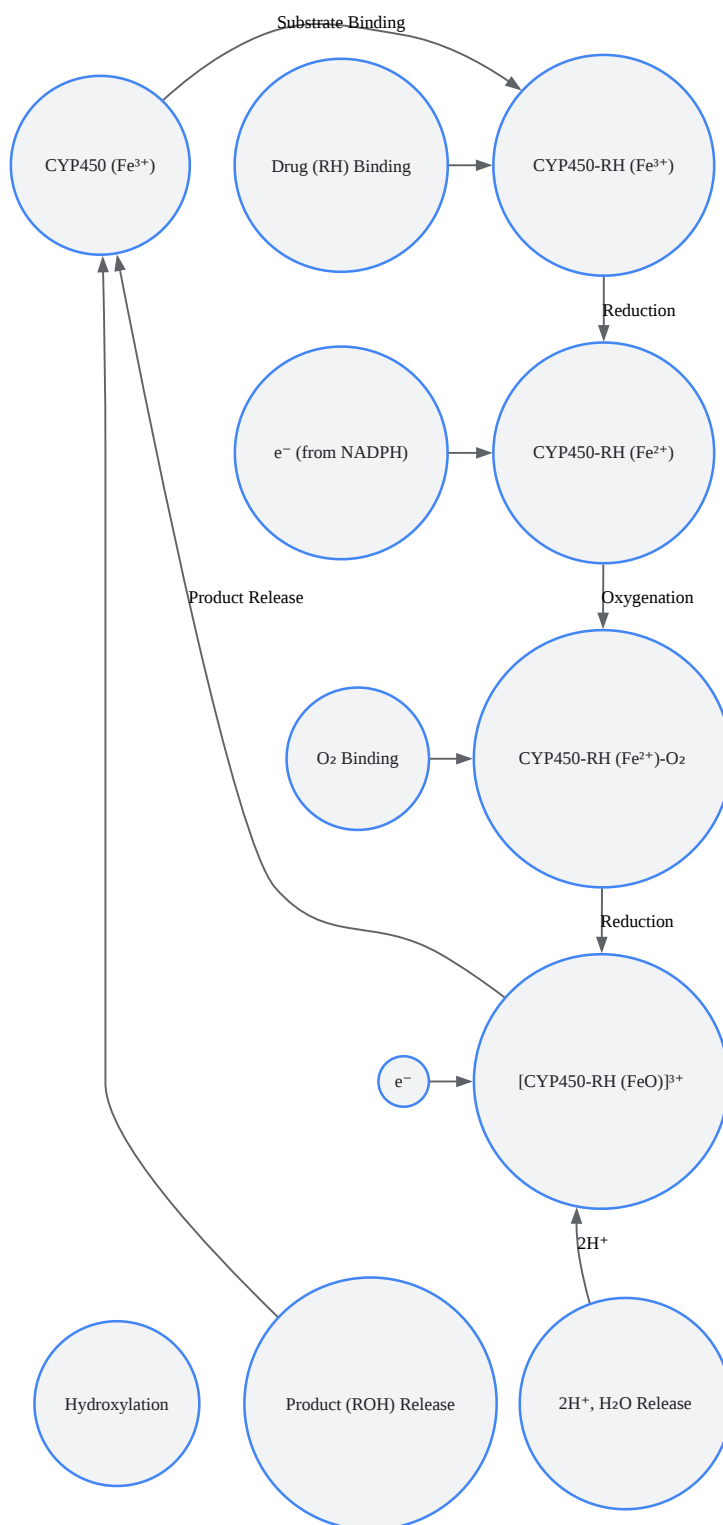 Substrate Binding
CYP450 (Fe³⁺)
Drug (RH) Binding
CYP450-RH (Fe³⁺)
Reduction
e⁻ (from NADPH)
CYP450-RH (Fe²⁺)
Product Release
Oxygenation
O₂ Binding
CYP450-RH (Fe²⁺)-O₂
Reduction
e⁻
[CYP450-RH (FeO)]³⁺
2H⁺
Hydroxylation
Product (ROH) Release
2H⁺, H₂O Release